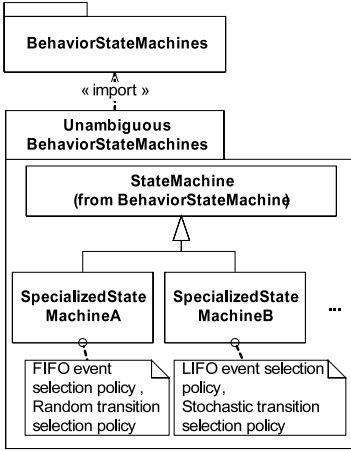 BehaviorStateMachines
« import »
Unambiguous
BehaviorStateMachines
StateMachine
(from BehaviorStateMachine)
SpecializedState
MachineA
SpecializedState
MachineB
...
FIFO event
selection policy ,
Random transition
selection policy
LIFO event selection
policy,
Stochastic transition
selection policy